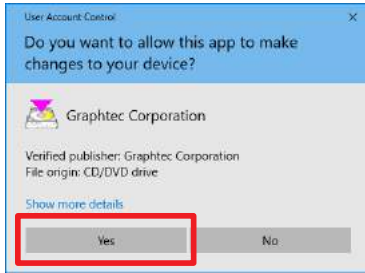 User Account Control
Do you want to allow this app to make
changes to your device?
Graphtec Corporation
Verified publisher: Graphtec Corporation
File origin: CD/DVD drive
Show more details
Yes
No